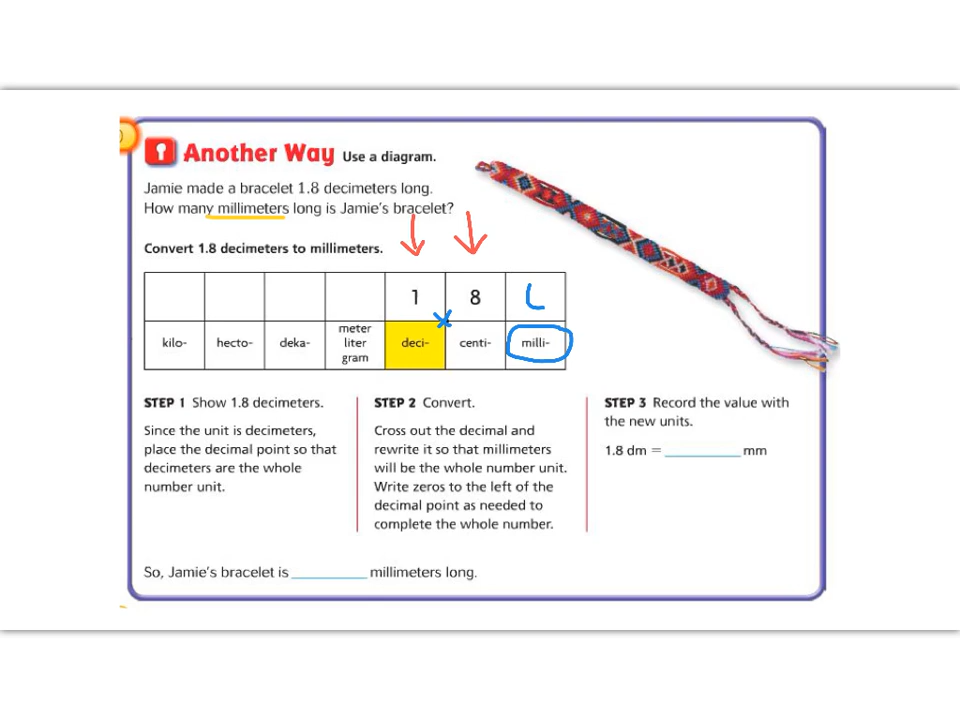 Another Way Use a diagram.
Jamie made a bracelet 1.8 decimeters long.
How many millimeters long is Jamie's bracelet?
Convert 1.8 decimeters to millimeters.
1 8
kilo- hecto- deka- meter liter gram deci- centi- milli-
STEP 1 Show 1.8 decimeters.
Since the unit is decimeters,
place the decimal point so that
decimeters are the whole
number unit.
STEP 2 Convert.
Cross out the decimal and
rewrite it so that millimeters
will be the whole number unit.
Write zeros to the left of the
decimal point as needed to
complete the whole number.
STEP 3 Record the value with
the new units.
1.8 dm = ________ mm
So, Jamie's bracelet is ________ millimeters long.